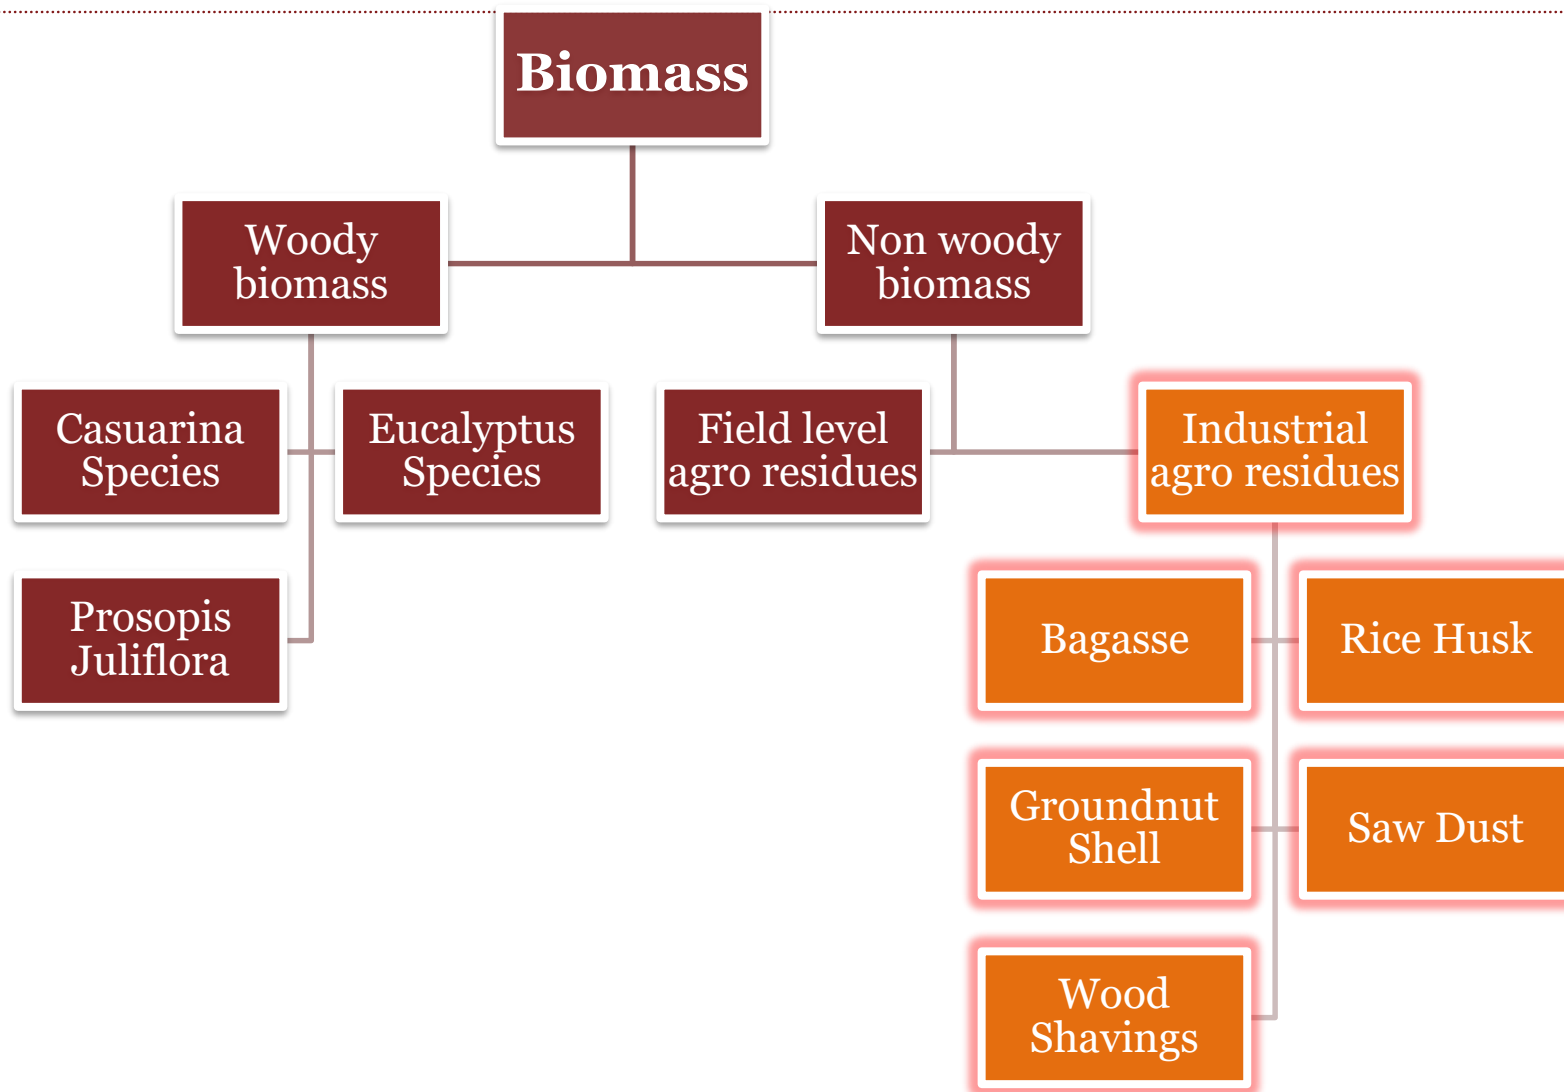 Biomass
Woody
biomass
Non woody
biomass
Casuarina
Species
Eucalyptus
Species
Field level
agro residues
Industrial
agro residues
Prosopis
Juliflora
Bagasse
Rice Husk
Groundnut
Shell
Saw Dust
Wood
Shavings